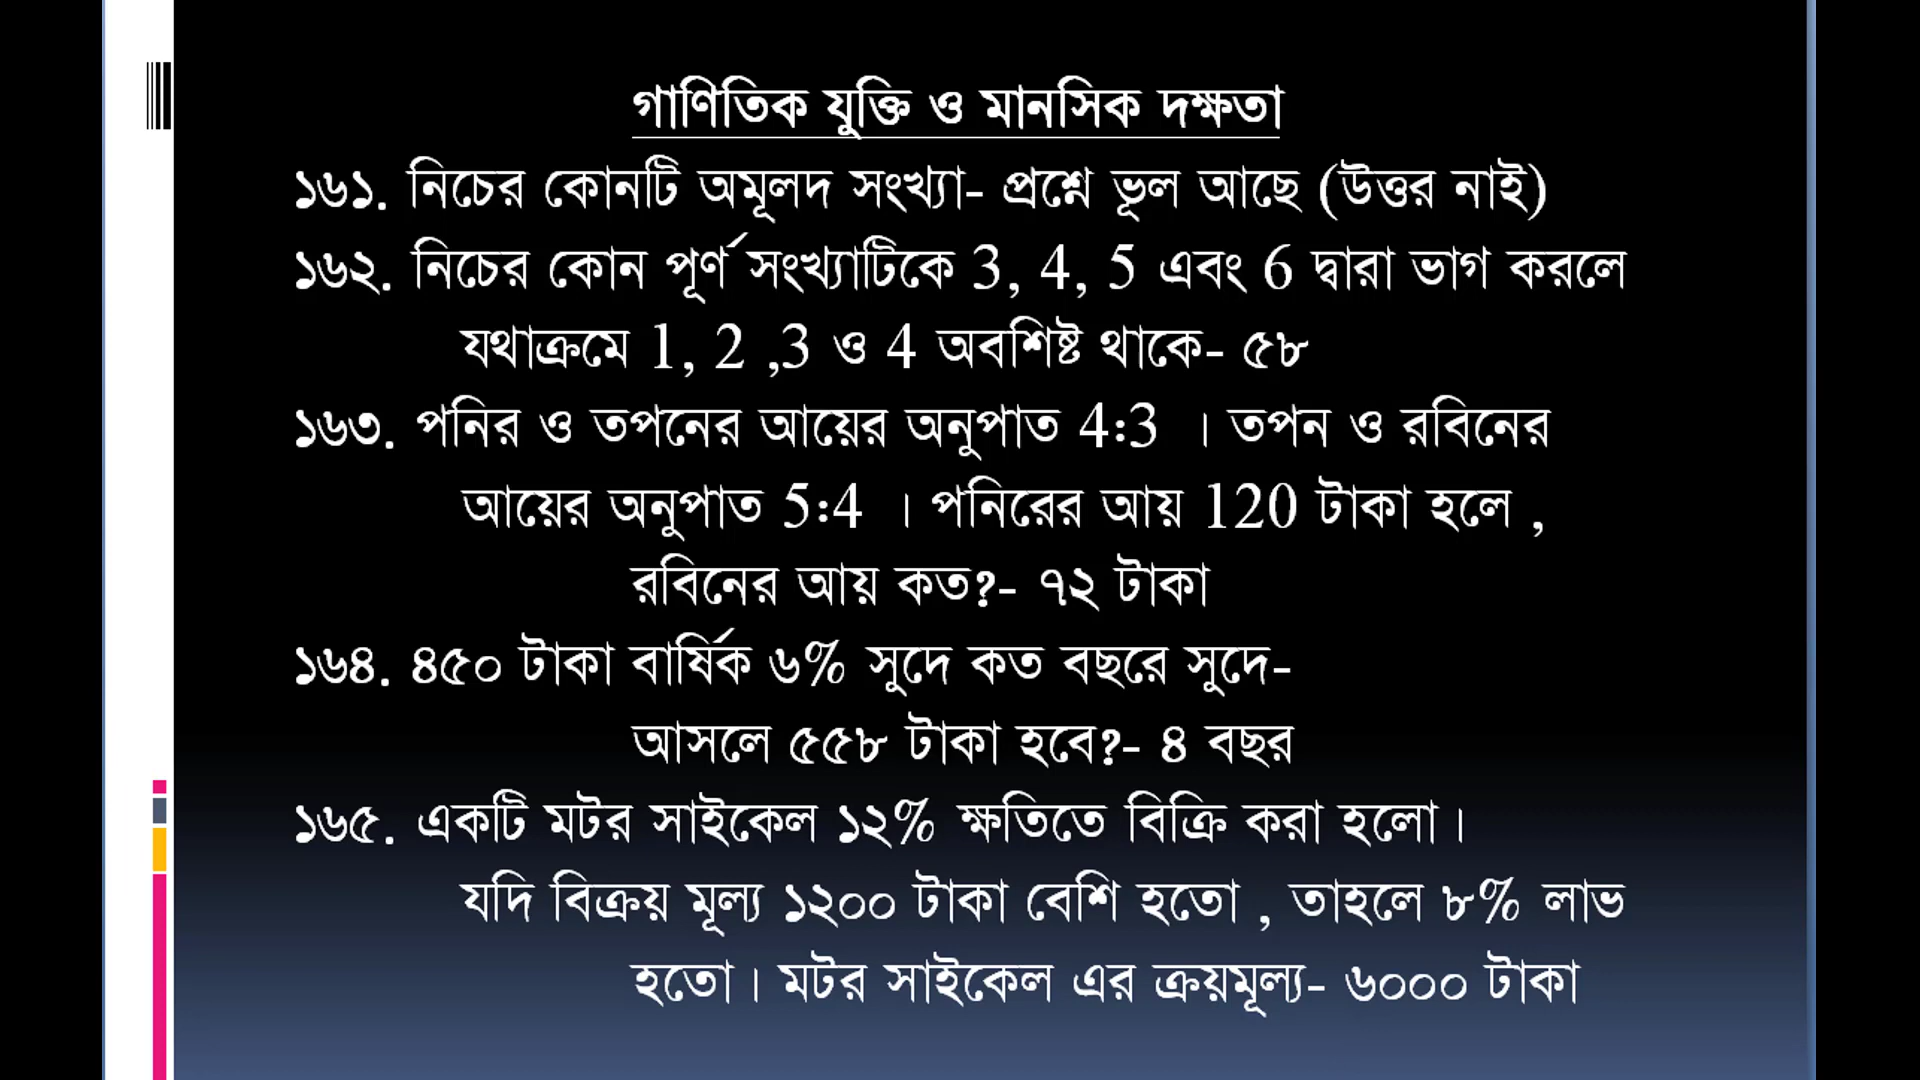 গাণিতিক যুক্তি ও মানসিক দক্ষতা
১৬১. নিচের কোনটি অমূলদ সংখ্যা- প্রশ্নে ভূল আছে (উত্তর নাই)
১৬২. নিচের কোন পূর্ণ সংখ্যাটিকে 3, 4, 5 এবং 6 দ্বারা ভাগ করলে
যথাক্রমে 1, 2 ,3 ও 4 অবশিষ্ট থাকে- ৫৮
১৬৩. পনির ও তপনের আয়ের অনুপাত 4:3 । তপন ও রবিনের
আয়ের অনুপাত 5:4 । পনিরের আয় 120 টাকা হলে ,
রবিনের আয় কত?- ৭২ টাকা
১৬৪. ৪৫০ টাকা বার্ষিক ৬% সুদে কত বছরে সুদে-
আসলে ৫৫৮ টাকা হবে?- ৪ বছর
১৬৫. একটি মটর সাইকেল ১২% ক্ষতিতে বিক্রি করা হলো।
যদি বিক্রয় মূল্য ১২০০ টাকা বেশি হতো , তাহলে ৮% লাভ
হতো। মটর সাইকেল এর ক্রয়মূল্য- ৬০০০ টাকা